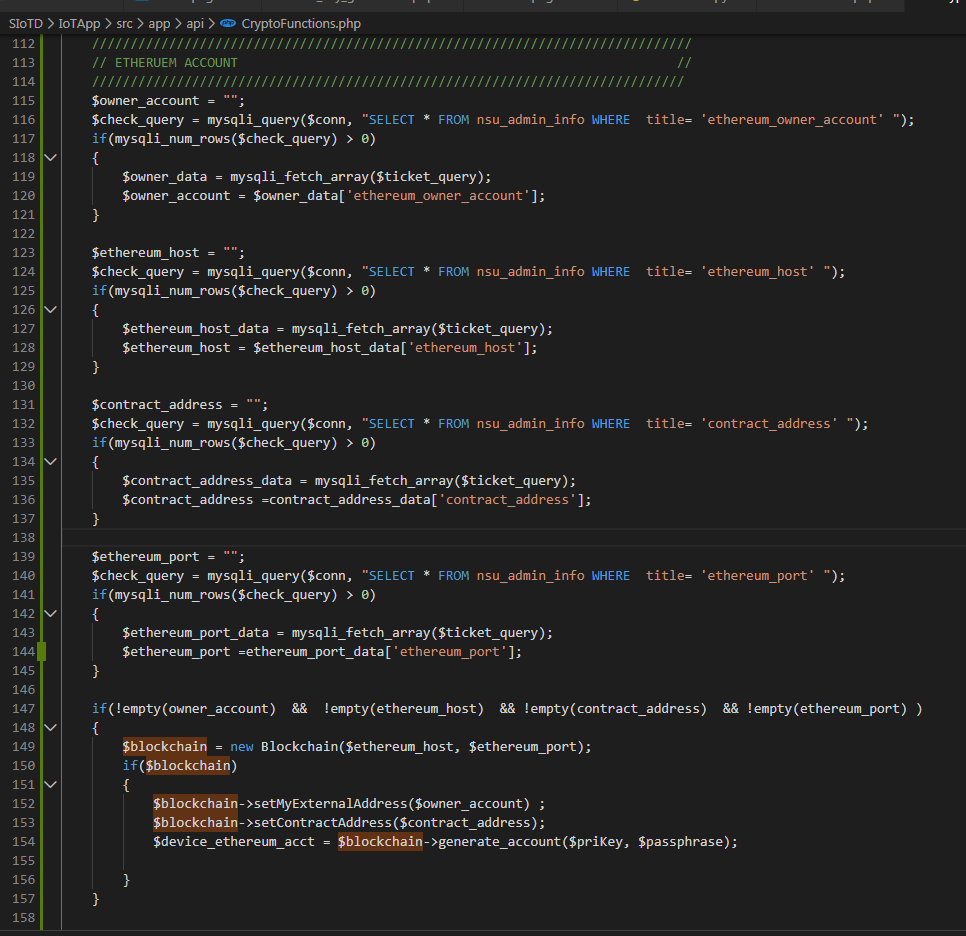 SIoTD > IoTApp > src > app > api > php CryptoFunctions.php
112 //////////////////////////////////////////////////////////////////////////////
113 // ETHERUEM ACCOUNT //
114 /////////////////////////////////////////////////////////////////////////////
115 $owner_account = "";
116 $check_query = mysqli_query($conn, "SELECT * FROM nsu_admin_info WHERE  title= 'ethereum_owner_account' ");
117 if(mysqli_num_rows($check_query) > 0)
118 {
119 $owner_data = mysqli_fetch_array($ticket_query);
120 $owner_account = $owner_data['ethereum_owner_account'];
121 }
122
123 $ethereum_host = "";
124 $check_query = mysqli_query($conn, "SELECT * FROM nsu_admin_info WHERE  title= 'ethereum_host' ");
125 if(mysqli_num_rows($check_query) > 0)
126 {
127 $ethereum_host_data = mysqli_fetch_array($ticket_query);
128 $ethereum_host = $ethereum_host_data['ethereum_host'];
129 }
130
131 $contract_address = "";
132 $check_query = mysqli_query($conn, "SELECT * FROM nsu_admin_info WHERE  title= 'contract_address' ");
133 if(mysqli_num_rows($check_query) > 0)
134 {
135 $contract_address_data = mysqli_fetch_array($ticket_query);
136 $contract_address =contract_address_data['contract_address'];
137 }
138
139 $ethereum_port = "";
140 $check_query = mysqli_query($conn, "SELECT * FROM nsu_admin_info WHERE  title= 'ethereum_port' ");
141 if(mysqli_num_rows($check_query) > 0)
142 {
143 $ethereum_port_data = mysqli_fetch_array($ticket_query);
144 $ethereum_port =ethereum_port_data['ethereum_port'];
145 }
146
147 if(!empty(owner_account)  &&  !empty(ethereum_host)  && !empty(contract_address)  && !empty(ethereum_port) )
148 {
149 $blockchain = new Blockchain($ethereum_host, $ethereum_port);
150 if($blockchain)
151 {
152 $blockchain->setMyExternalAddress($owner_account) ;
153 $blockchain->setContractAddress($contract_address);
154 $device_ethereum_acct = $blockchain->generate_account($priKey, $passphrase);
155
156 }
157 }
158